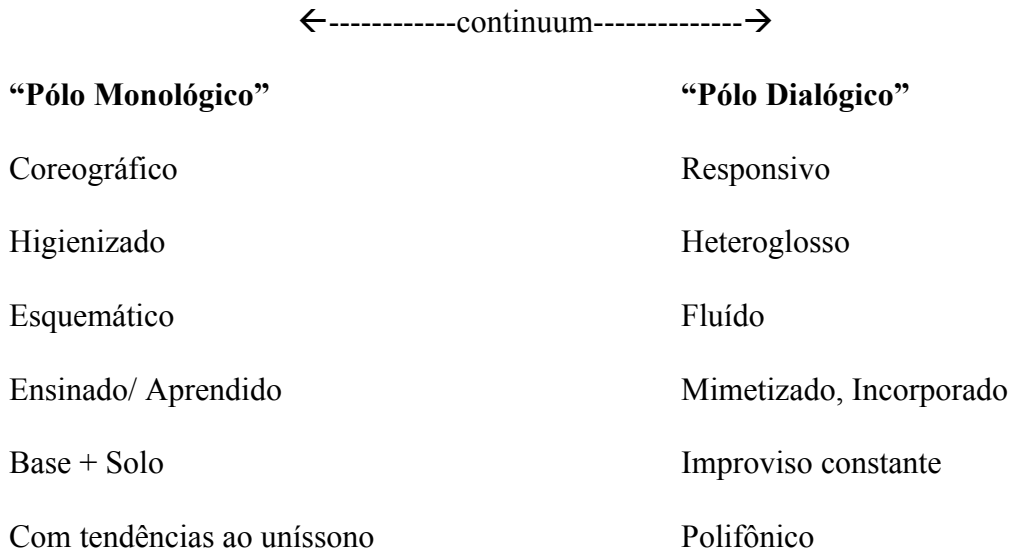 ←------------continuum--------------→
“Pólo Monológico” “Pólo Dialógico”
Coreográfico Responsivo
Higienizado Heteroglosso
Esquemático Fluído
Ensinado/ Aprendido Mimetizado, Incorporado
Base + Solo Improviso constante
Com tendências ao uníssono Polifônico